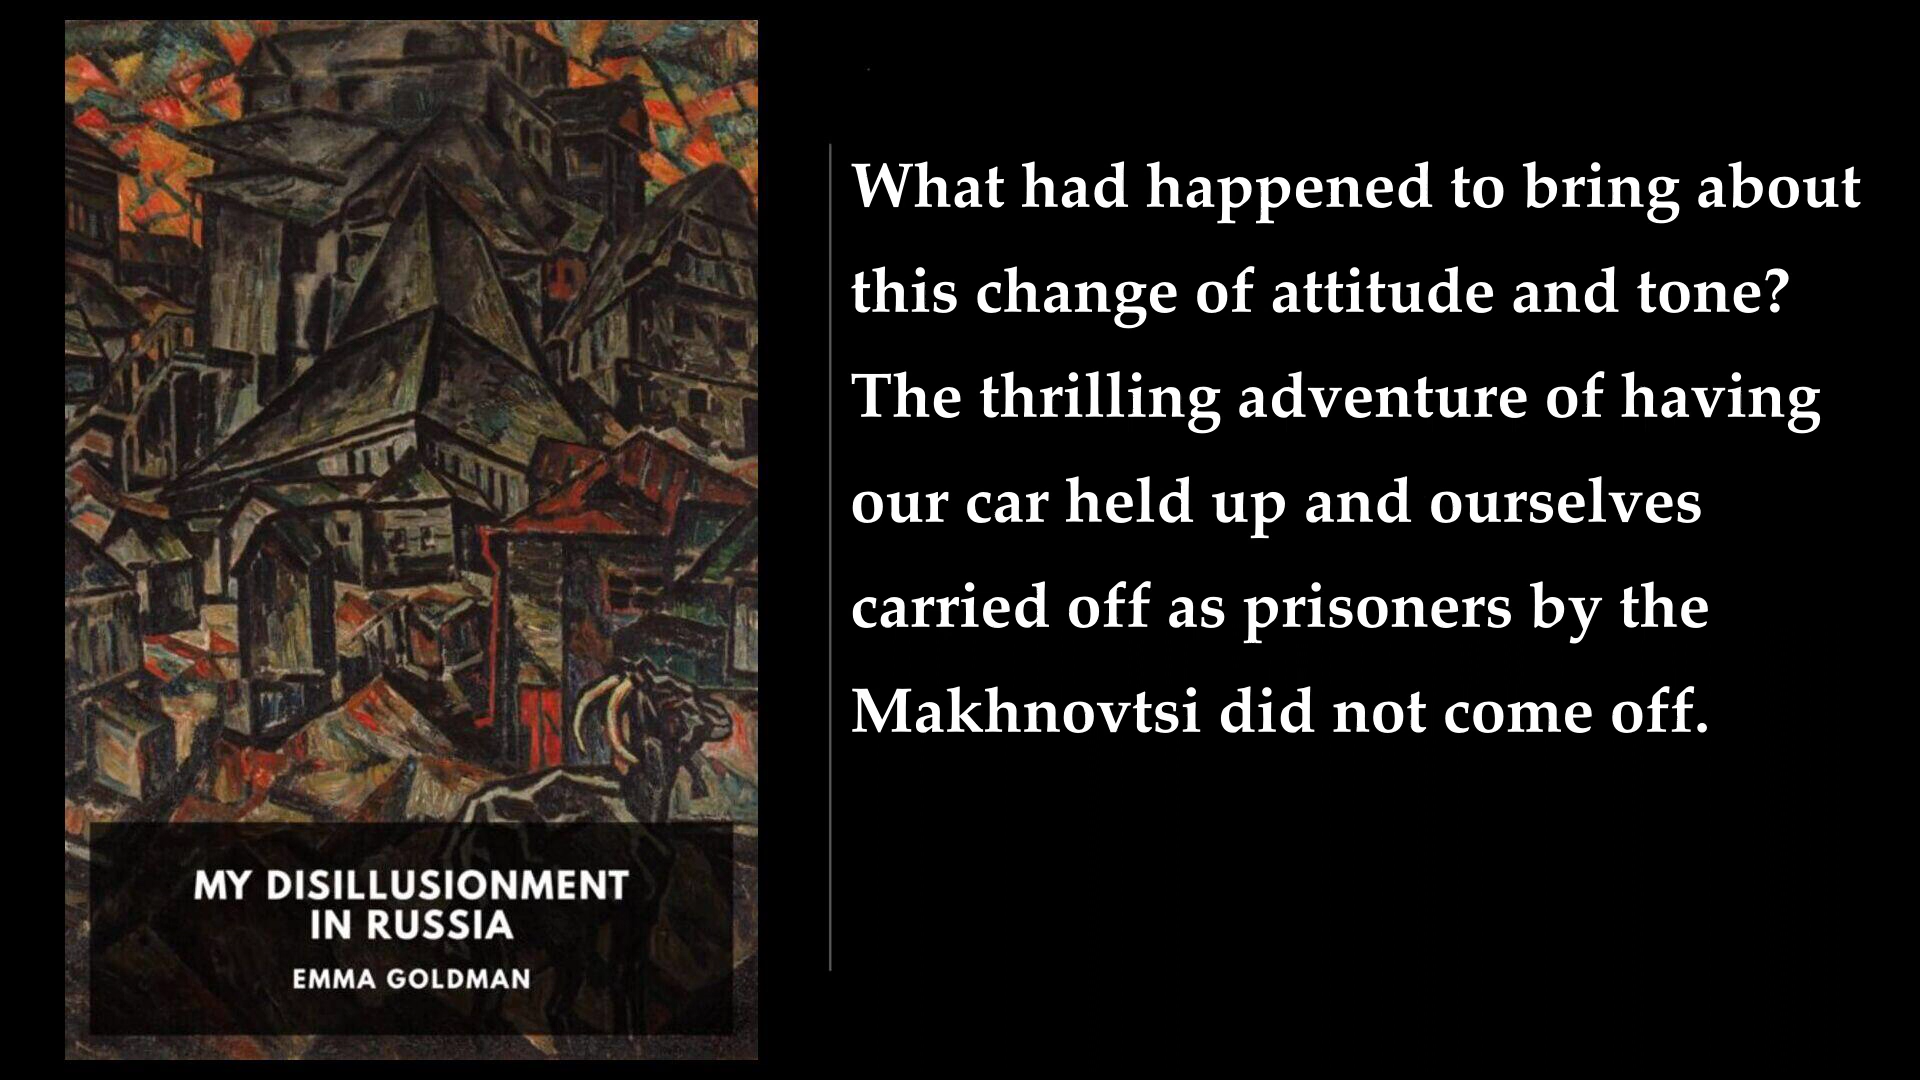 MY DISILLUSIONMENT
IN RUSSIA
EMMA GOLDMAN
What had happened to bring about
this change of attitude and tone?
The thrilling adventure of having
our car held up and ourselves
carried off as prisoners by the
Makhnovtsi did not come off.